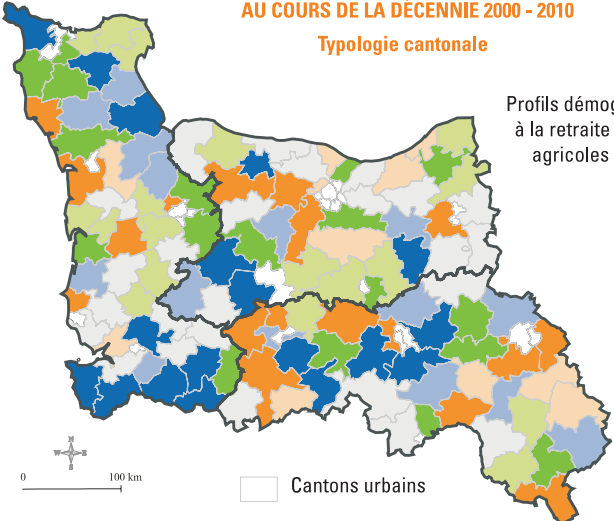 AU COURS DE LA DÉCENNIE 2000 - 2010
Typologie cantonale
Profils démog
à la retraite
agricoles
N
W E
S
0 100 km
Cantons urbains